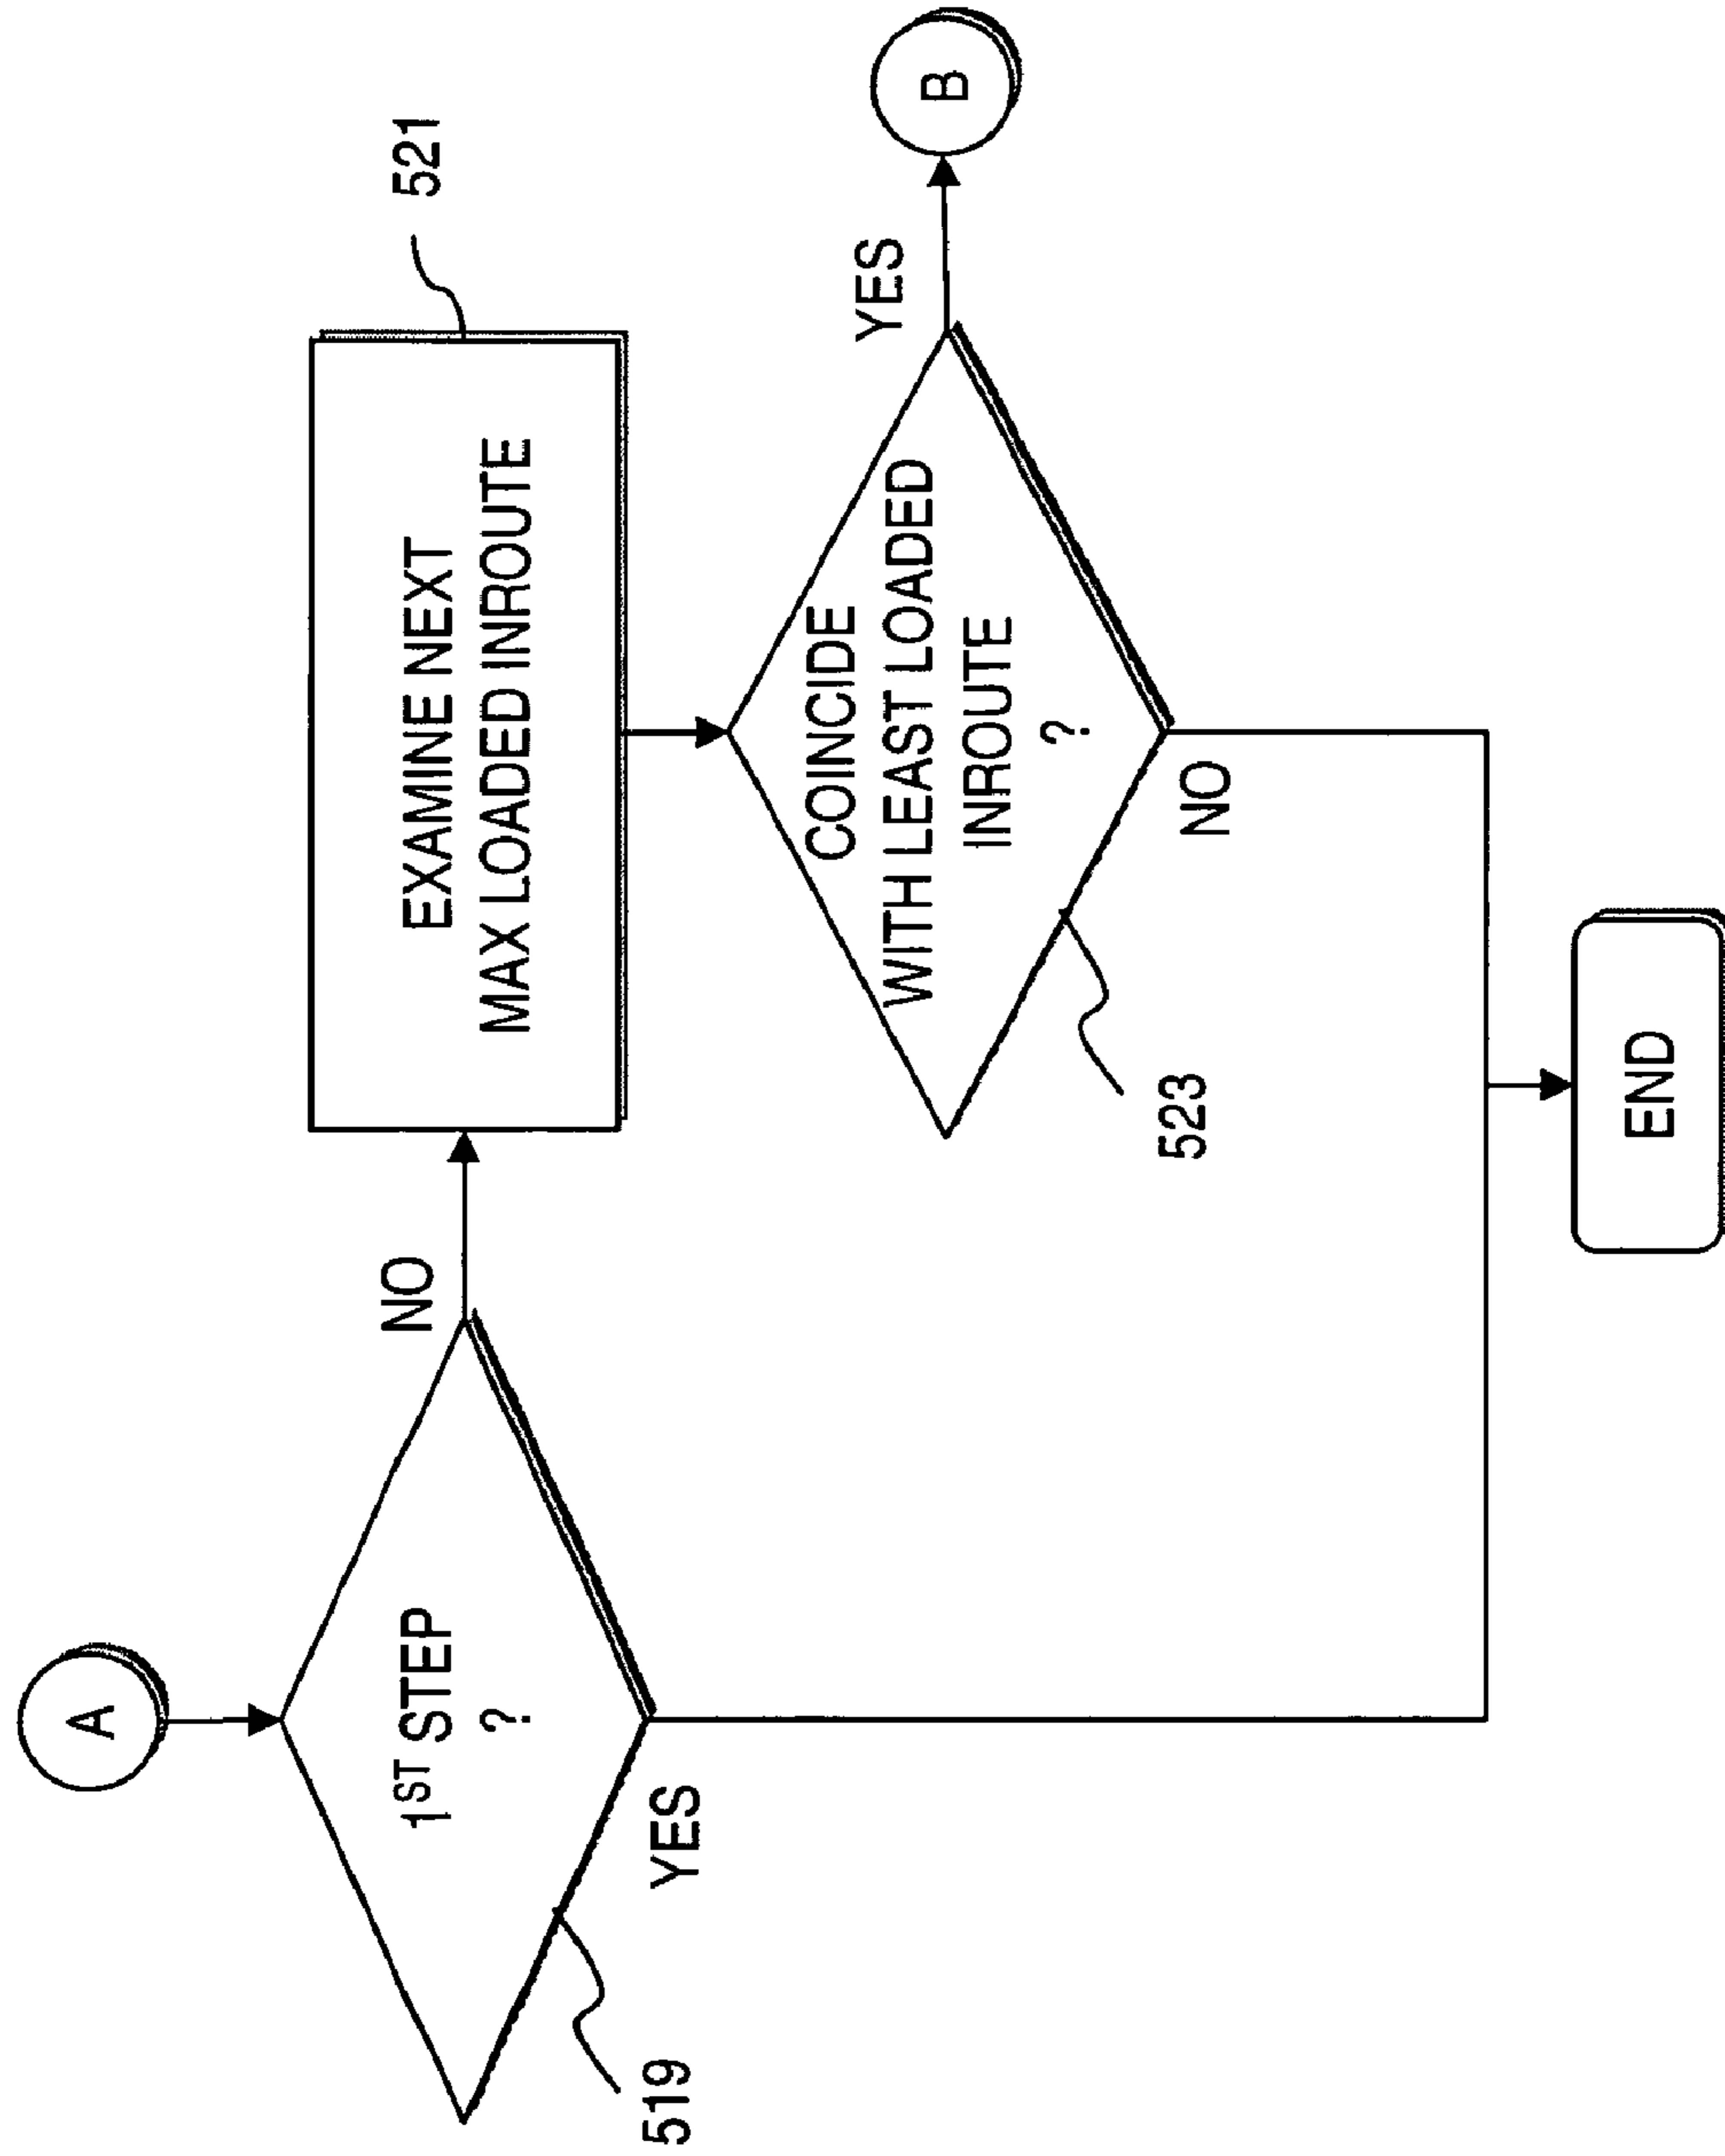 A
1ST STEP
?
NO
YES
519
EXAMINE NEXT
MAX LOADED INROUTE
521
COINCIDE
WITH LEAST LOADED
INROUTE
?
YES
B
NO
523
END